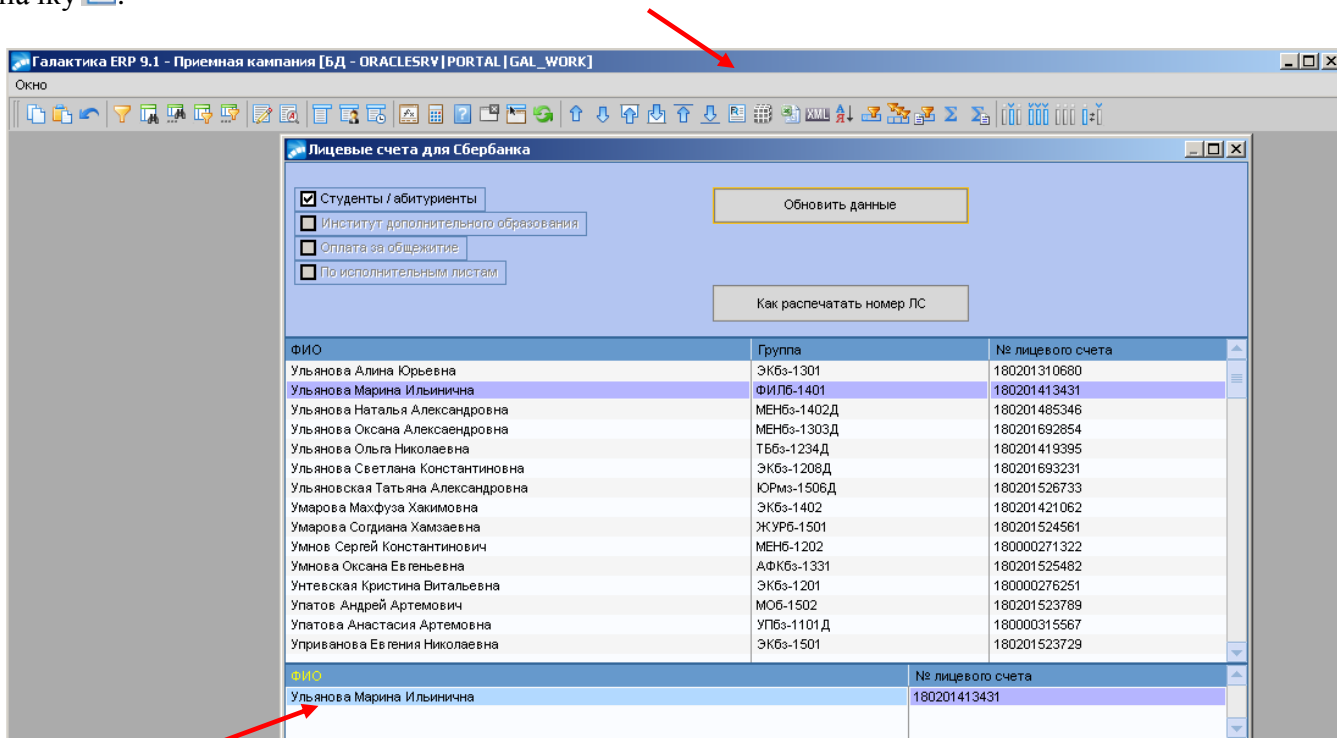 Галактика ERP 9.1 - Приемная кампания [БД - ORACLESRV|PORTAL|GAL_WORK]
Окно
XML
Лицевые счета для Сбербанка
Студенты / абитуриенты
Обновить данные
Институт дополнительного образования
Оплата за общежитие
По исполнительным листам
Как распечатать номер ЛС
ФИО Группа № лицевого счета
Ульянова Алина Юрьевна ЭКбз-1301 180201310680
Ульянова Марина Ильинична ФИЛб-1401 180201413431
Ульянова Наталья Александровна МЕНбз-1402Д 180201485346
Ульянова Оксана Алексаендровна МЕНбз-1303Д 180201692854
Ульянова Ольга Николаевна ТБбз-1234Д 180201419395
Ульянова Светлана Константиновна ЭКбз-1208Д 180201693231
Ульяновская Татьяна Александровна ЮРмз-1506Д 180201526733
Умарова Махфуза Хакимовна ЭКбз-1402 180201421062
Умарова Согдиана Хамзаевна ЖУРб-1501 180201524561
Умнов Сергей Константинович МЕНб-1202 180000271322
Умнова Оксана Евгеньевна АФКбз-1331 180201525482
Унтевская Кристина Витальевна ЭКбз-1201 180000276251
Упатов Андрей Артемович МОб-1502 180201523789
Упатова Анастасия Артемовна УПбз-1101Д 180000315567
Уприванова Евгения Николаевна ЭКбз-1501 180201523729
ФИО № лицевого счета
Ульянова Марина Ильинична 180201413431